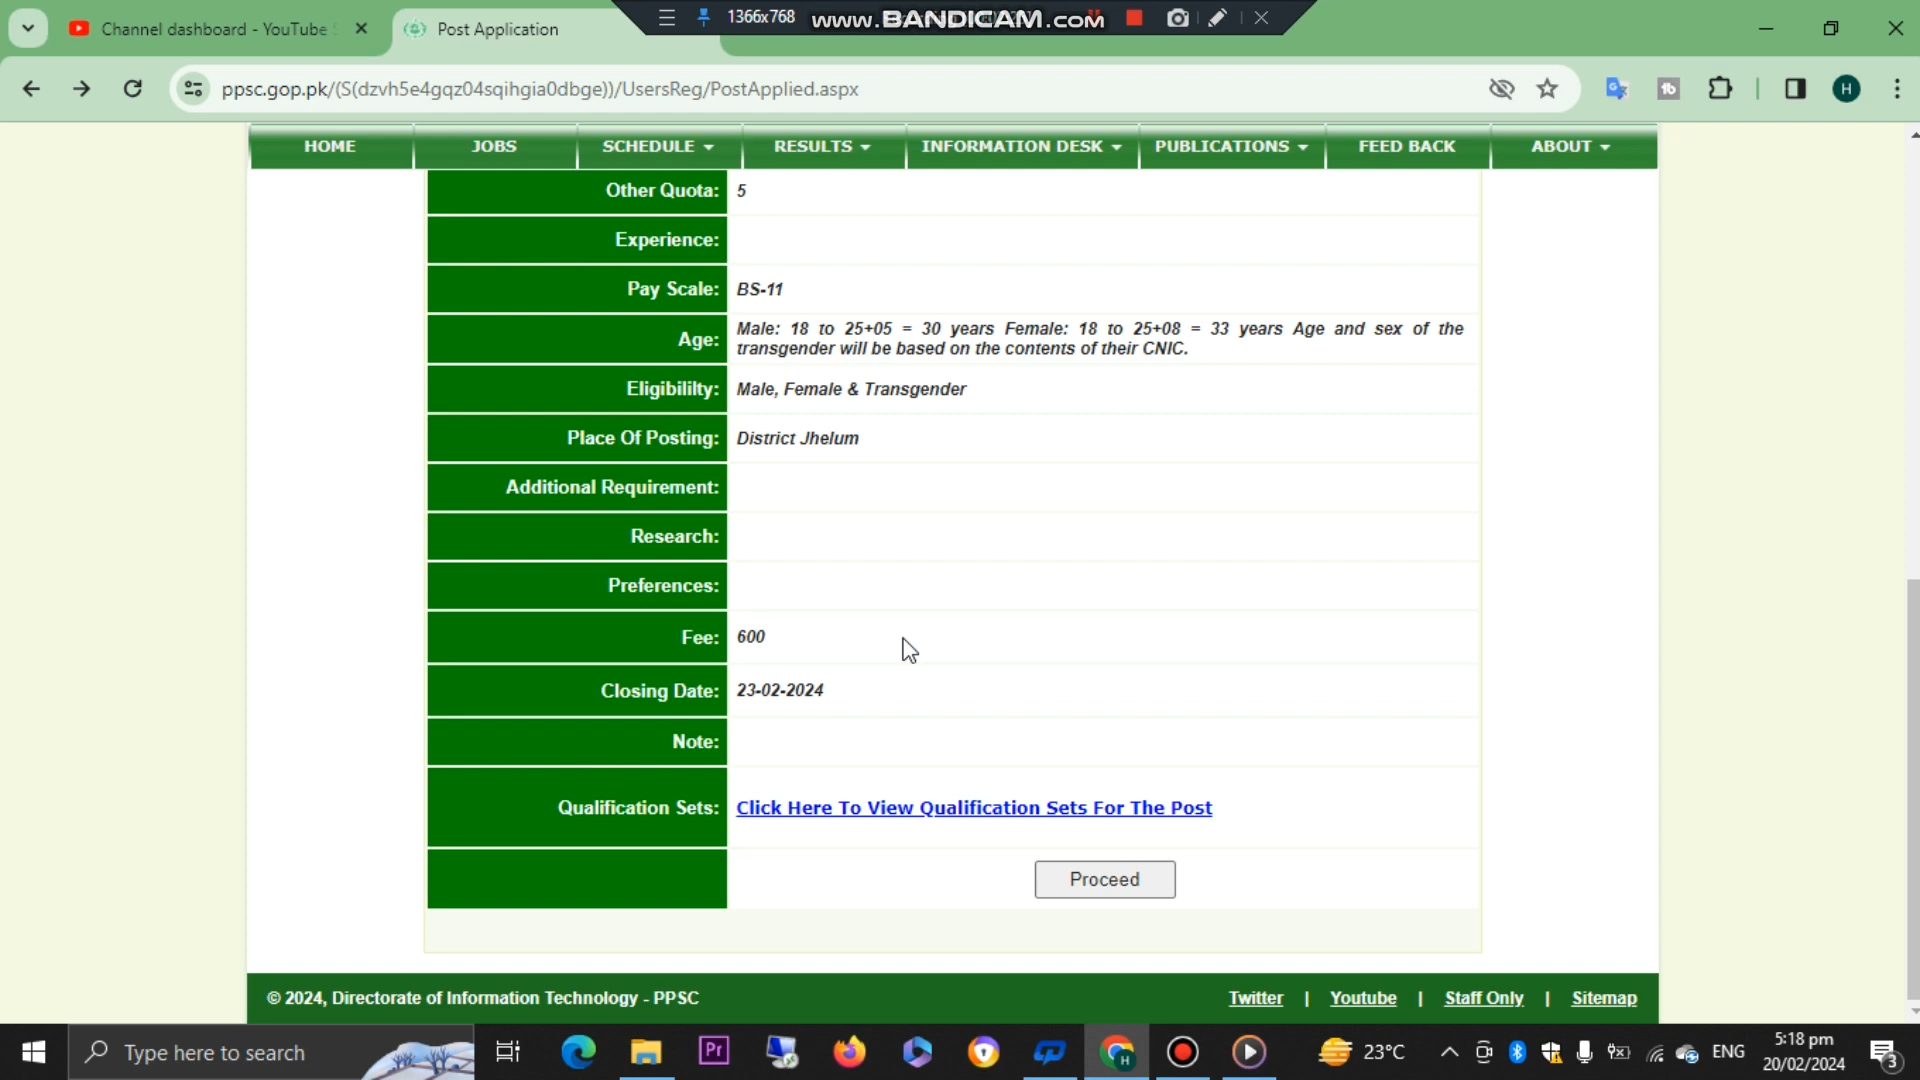 Channel dashboard - YouTube
Post Application
1366x768
www.BANDICAM.com
ppsc.gop.pk/(S(dzvh5e4gqz04sqihgia0dbge))/UsersReg/PostApplied.aspx
H
HOME
JOBS
SCHEDULE
RESULTS
INFORMATION DESK
PUBLICATIONS
FEED BACK
ABOUT
Other Quota: 5
Experience:
Pay Scale: BS-11
Age: Male: 18 to 25+05 = 30 years Female: 18 to 25+08 = 33 years Age and sex of the
transgender will be based on the contents of their CNIC.
Eligibililty: Male, Female & Transgender
Place Of Posting: District Jhelum
Additional Requirement:
Research:
Preferences:
Fee: 600
Closing Date: 23-02-2024
Note:
Qualification Sets: Click Here To View Qualification Sets For The Post
Proceed
© 2024, Directorate of Information Technology - PPSC
Twitter | Youtube | Staff Only | Sitemap
Type here to search
Pr
H
23°C
ENG
5:18 pm
20/02/2024
3